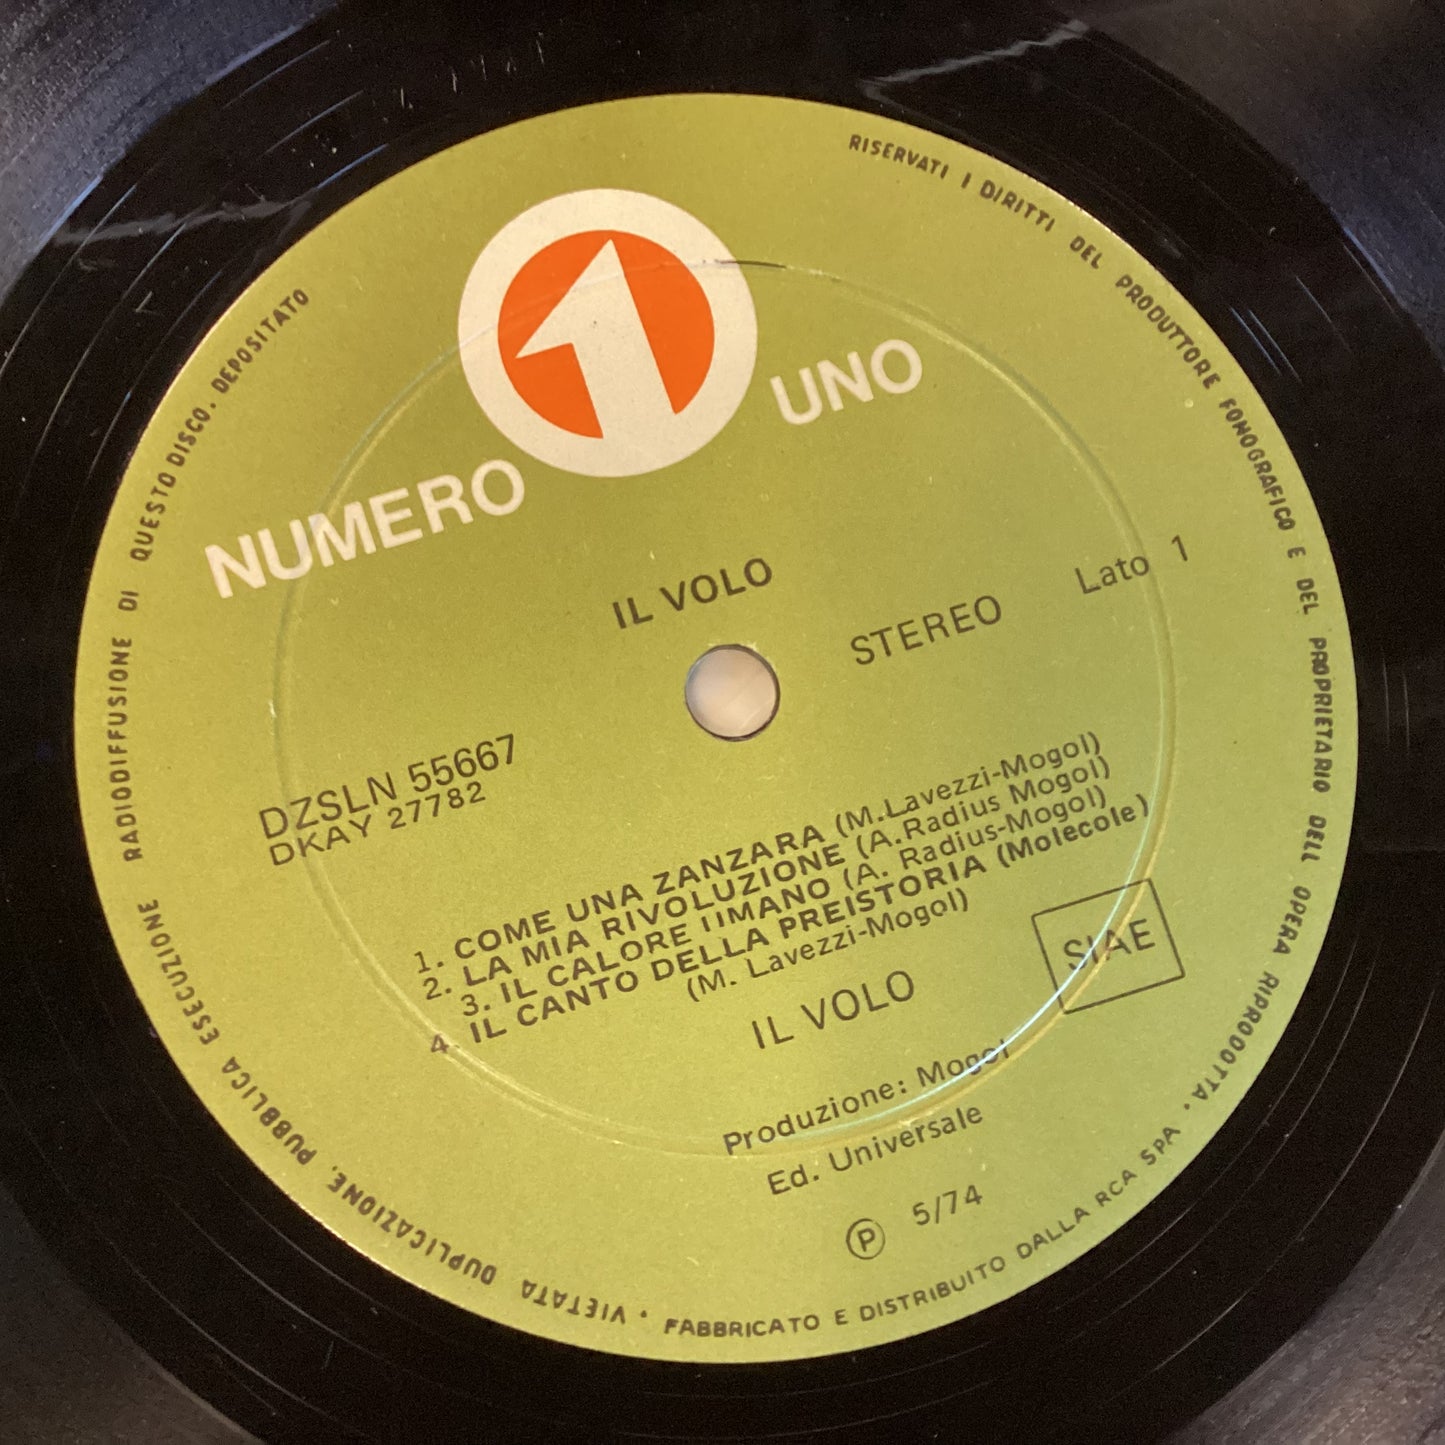 NUMERO 1 UNO
IL VOLO
STEREO
Lato 1
DZSLN 55667
DKAY 27782
1. COME UNA ZANZARA (M.Lavezzi-Mogol)
2. LA MIA RIVOLUZIONE (A.Radius Mogol)
3. IL CALORE UMANO (A. Radius-Mogol)
4. IL CANTO DELLA PREISTORIA (Molecole)
(M. Lavezzi-Mogol)
IL VOLO
SIAE
Produzione: Mogol
Ed. Universale
Ⓟ 5/74
RISERVATI I DIRITTI DEL PRODUTTORE FONOGRAFICO E DEL PROPRIETARIO DELL OPERA RIPRODOTTA · VIETATA DUPLICAZIONE, PUBBLICA ESECUZIONE RADIODIFFUSIONE DI QUESTO DISCO. DEPOSITATO
FABBRICATO E DISTRIBUITO DALLA RCA SPA ·